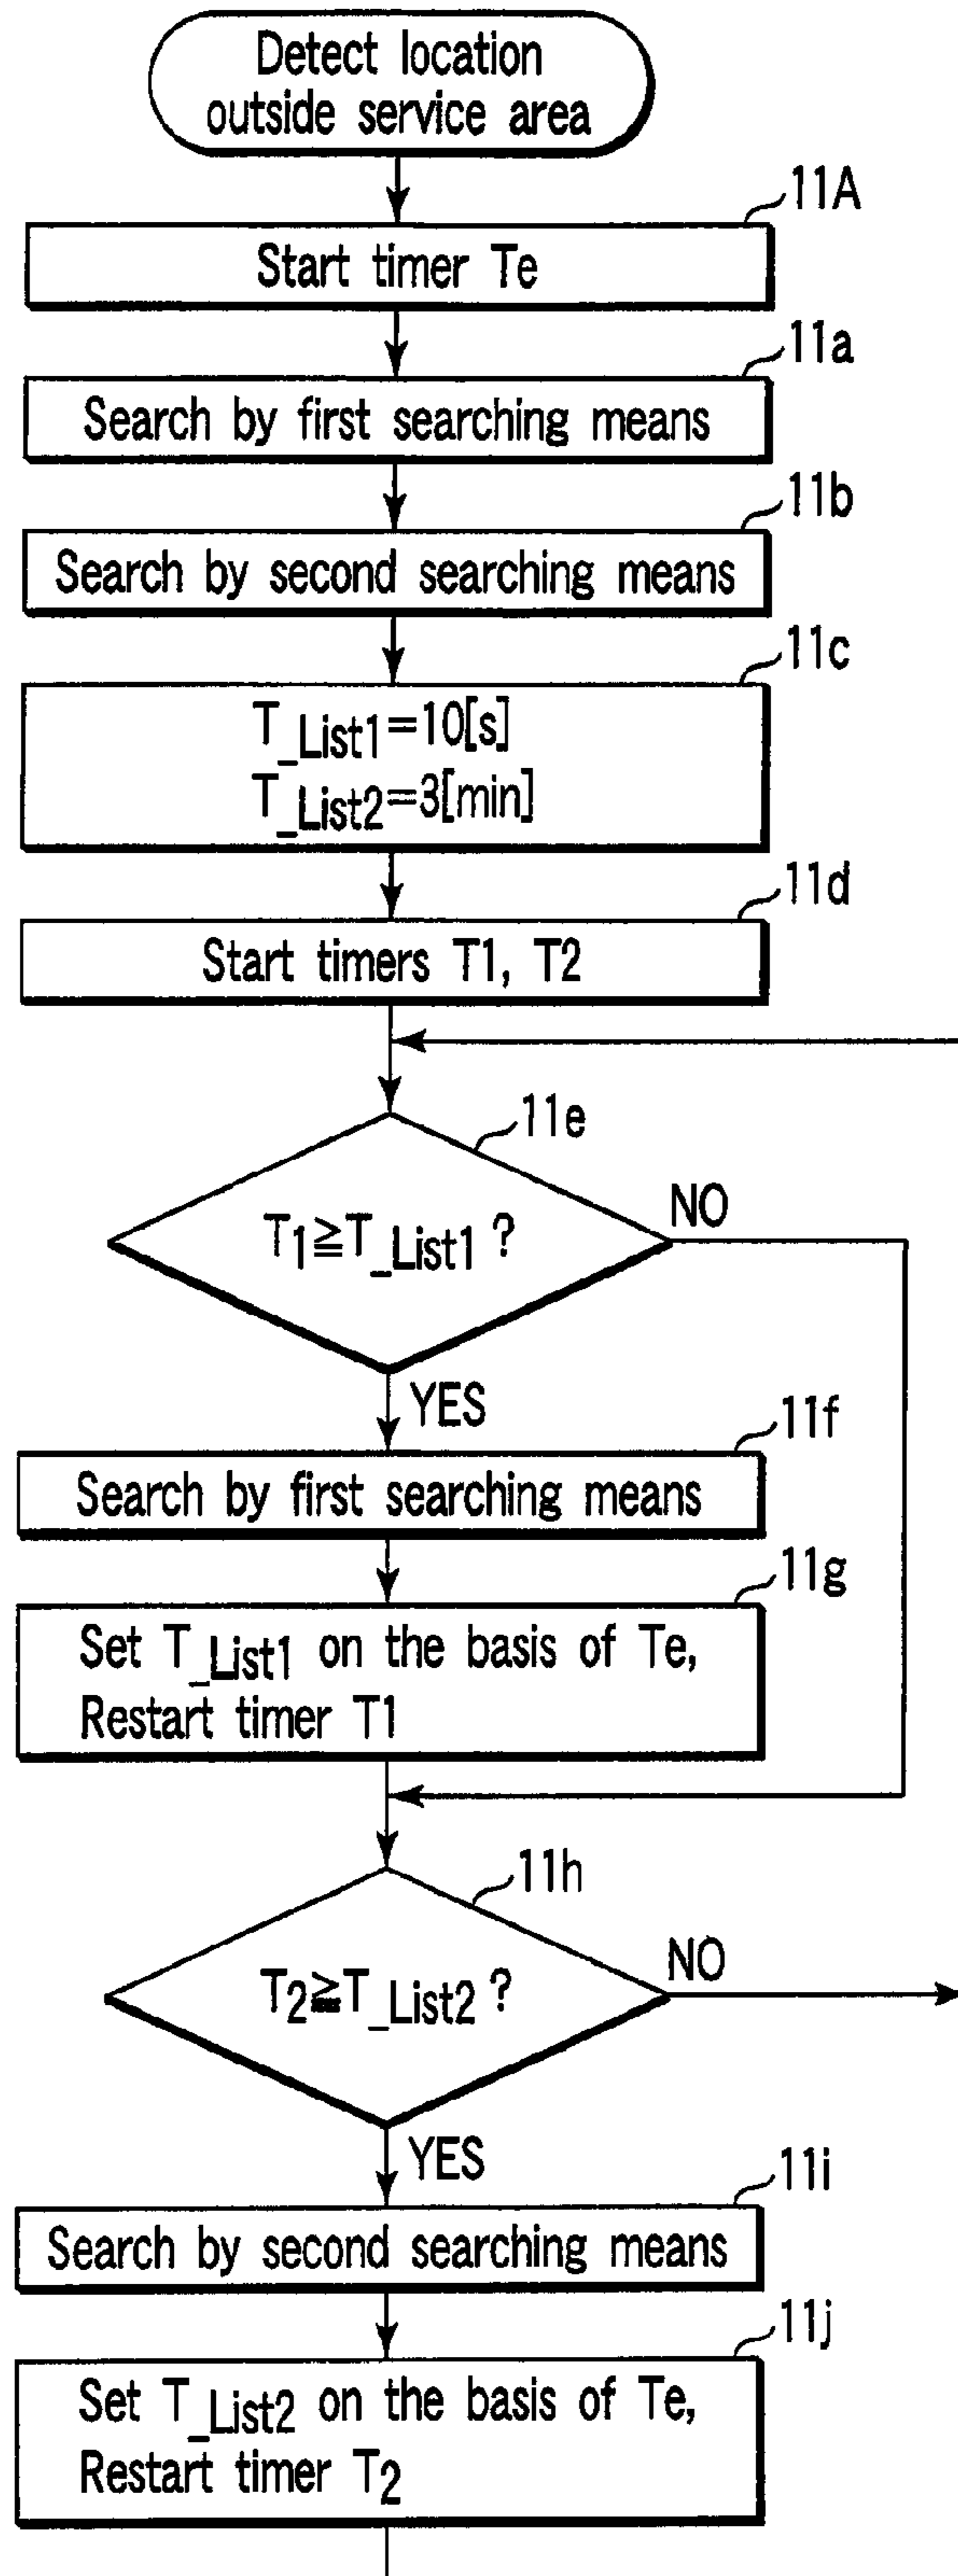 Detect location
outside service area
11A
Start timer Te
11a
Search by first searching means
11b
Search by second searching means
11c
T_List1=10[s]
T_List2=3[min]
11d
Start timers T1, T2
11e
T1≧T_List1 ?
NO
YES
11f
Search by first searching means
11g
Set T_List1 on the basis of Te,
Restart timer T1
11h
T2≧T_List2 ?
NO
YES
11i
Search by second searching means
11j
Set T_List2 on the basis of Te,
Restart timer T2